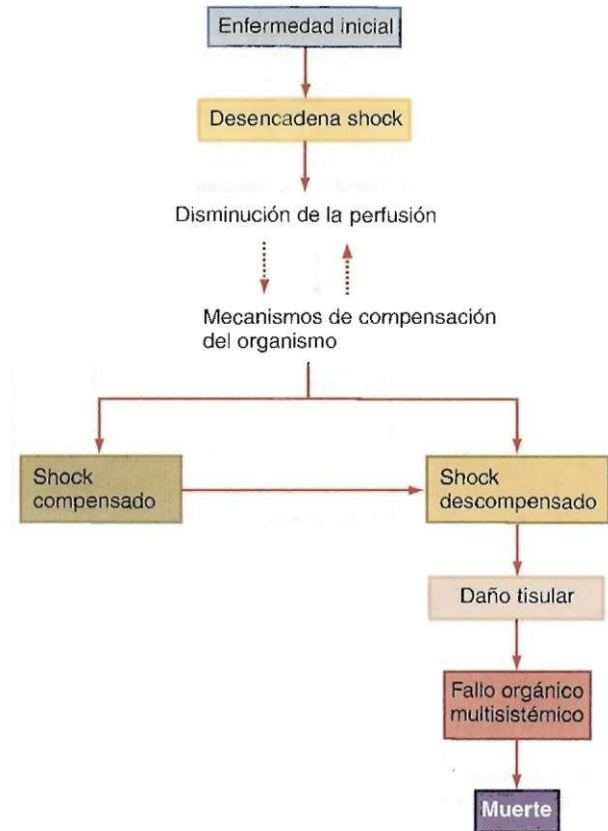 Enfermedad inicial
Desencadena shock
Disminución de la perfusión
Mecanismos de compensación
del organismo
Shock
compensado
Shock
descompensado
Daño tisular
Fallo orgánico
multisistémico
Muerte